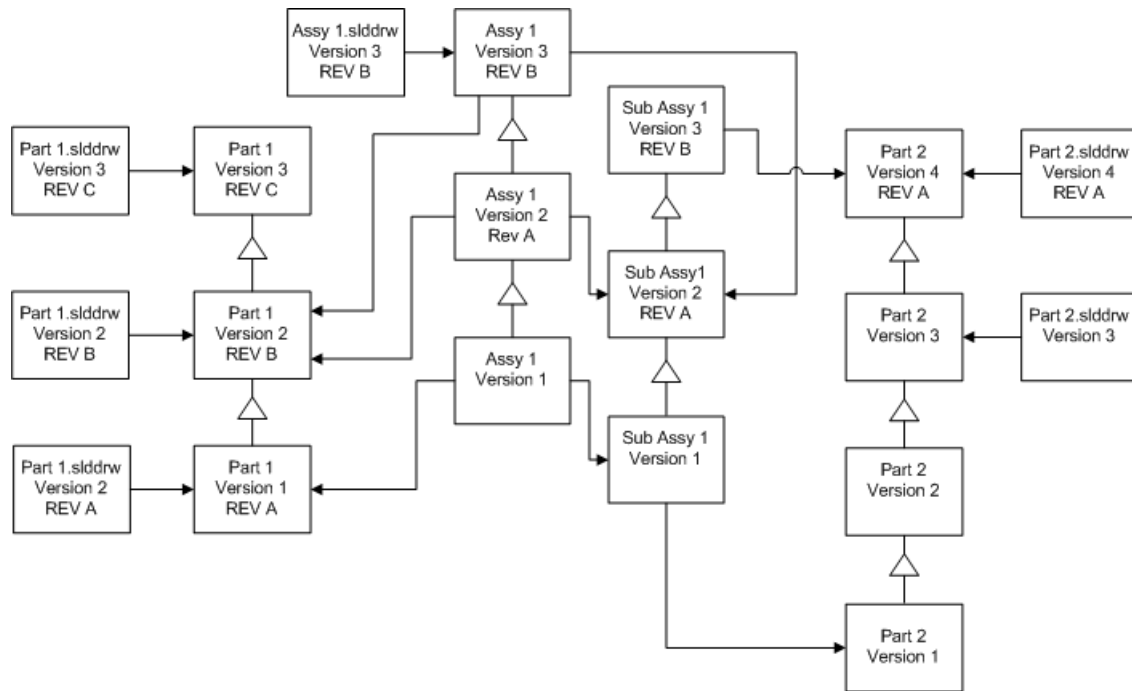 Assy 1.slddrw
Version 3
REV B
Assy 1
Version 3
REV B
Sub Assy 1
Version 3
REV B
Part 1.slddrw
Version 3
REV C
Part 1
Version 3
REV C
Part 2
Version 4
REV A
Part 2.slddrw
Version 4
REV A
Assy 1
Version 2
Rev A
Sub Assy1
Version 2
REV A
Part 1.slddrw
Version 2
REV B
Part 1
Version 2
REV B
Part 2
Version 3
Part 2.slddrw
Version 3
Assy 1
Version 1
Sub Assy 1
Version 1
Part 1.slddrw
Version 2
REV A
Part 1
Version 1
REV A
Part 2
Version 2
Part 2
Version 1